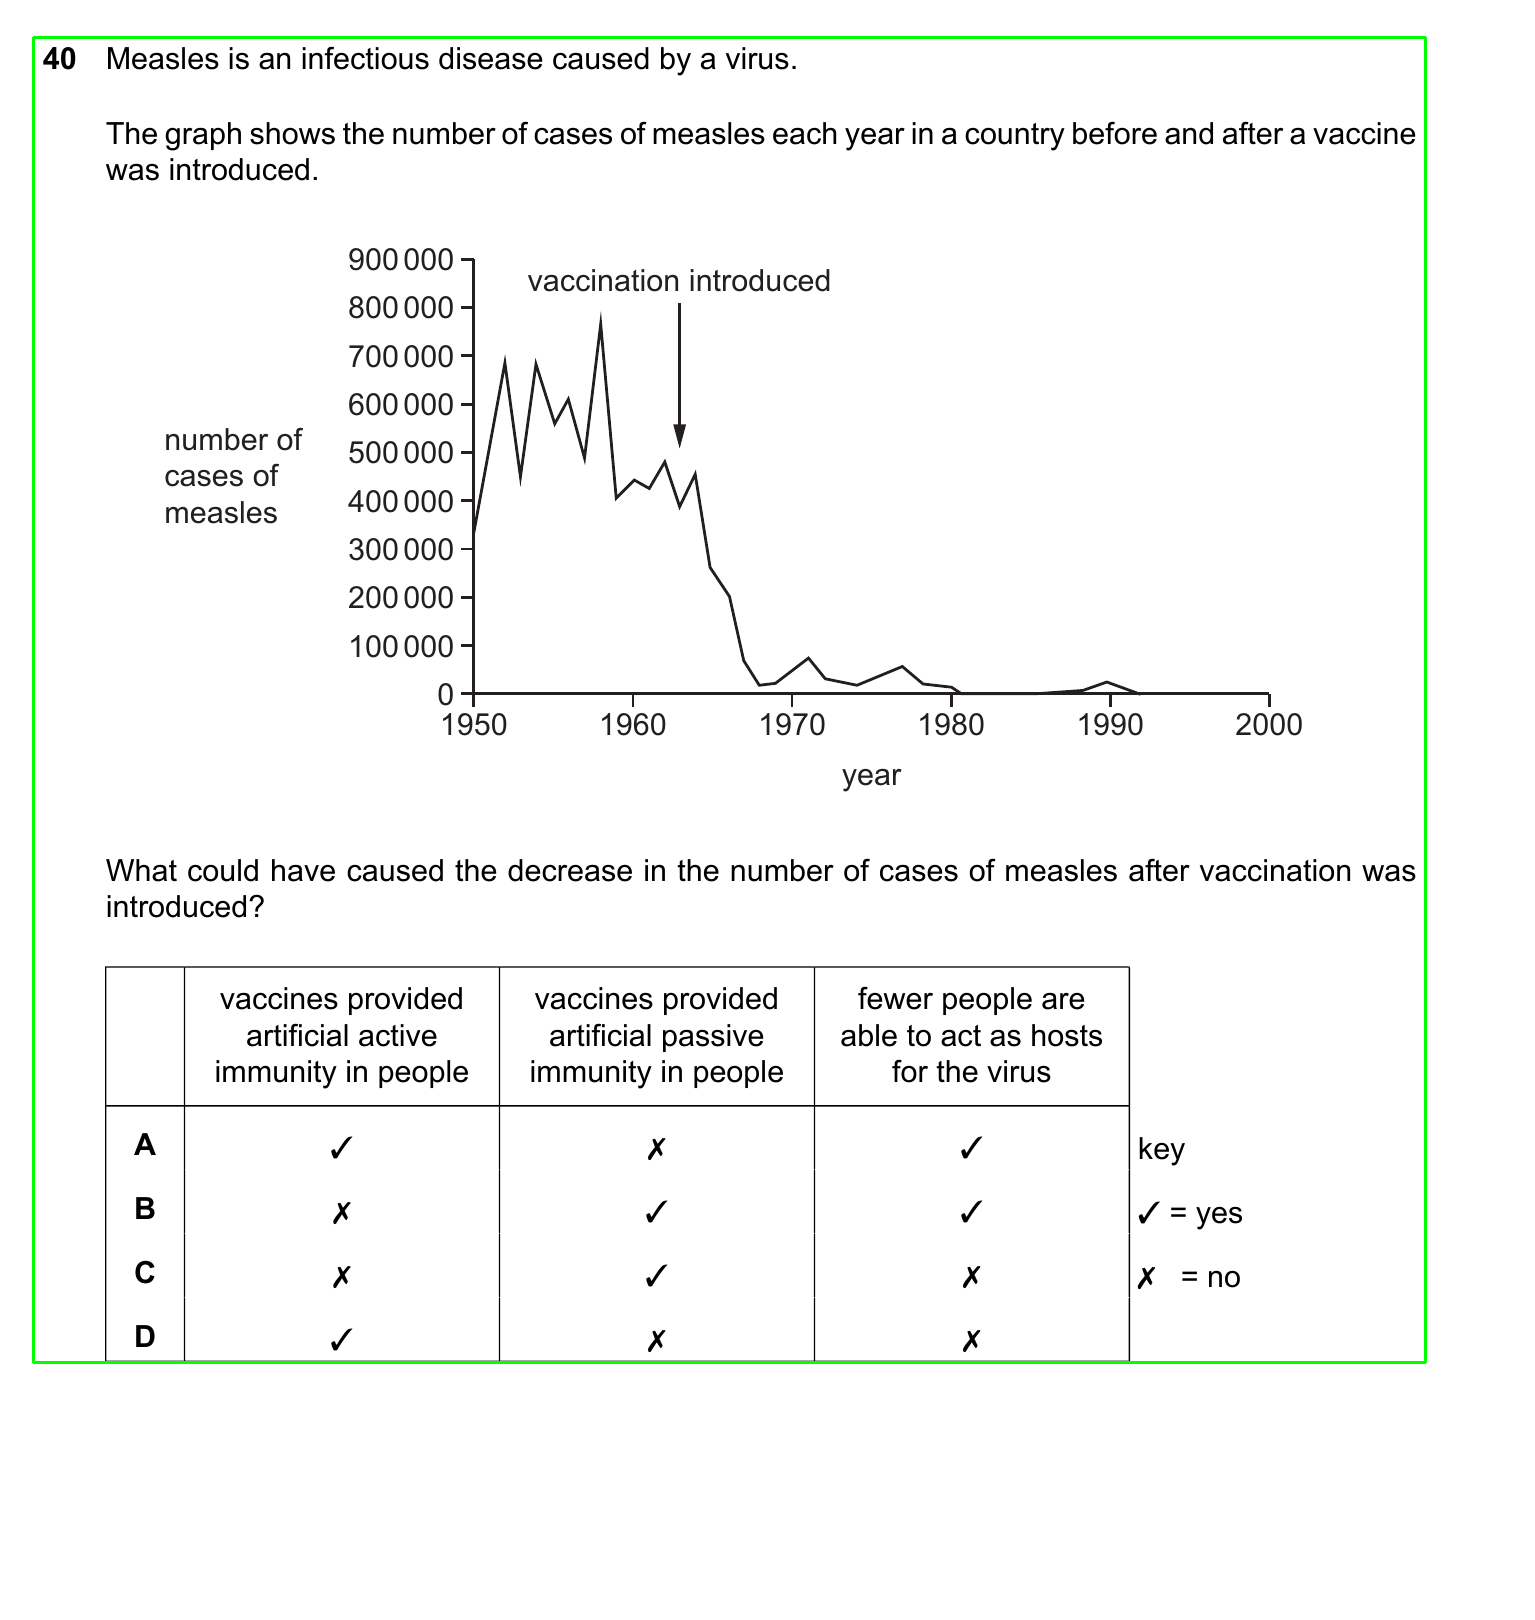 40 Measles is an infectious disease caused by a virus.
The graph shows the number of cases of measles each year in a country before and after a vaccine
was introduced.
900 000
vaccination introduced
800 000
700 000
600 000
number of
cases of
measles
500 000
400 000
300 000
200 000
100 000
0
1950 1960 1970 1980 1990 2000
year
What could have caused the decrease in the number of cases of measles after vaccination was
introduced?
vaccines provided artificial active immunity in people
vaccines provided artificial passive immunity in people
fewer people are able to act as hosts for the virus
A ✓ ✗ ✓ key
B ✗ ✓ ✓ ✓ = yes
C ✗ ✓ ✗ ✗ = no
D ✓ ✗ ✗